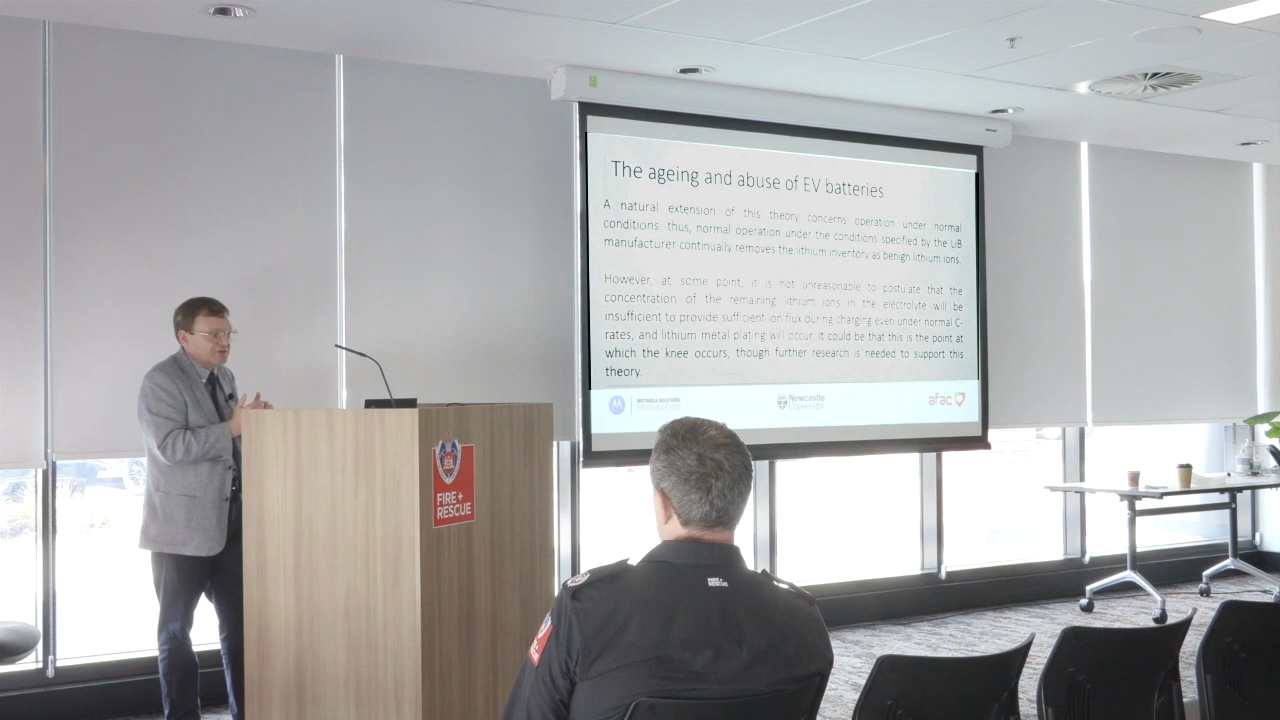 The ageing and abuse of EV batteries
A natural extension of this theory concerns operation under normal
conditions: thus, normal operation under the conditions specified by the LiB
manufacturer continually removes the lithium inventory as benign lithium ions.
However, at some point, it is not unreasonable to postulate that the
concentration of the remaining lithium ions in the electrolyte will be
insufficient to provide sufficient ion flux during charging even under normal C-
rates, and lithium metal plating will occur. It could be that this is the point at
which the knee occurs, though further research is needed to support this
theory.
MOTOROLA SOLUTIONS
FOUNDATION
Newcastle
University
afac
FIRE+
RESCUE
FIRE+
RESCUE